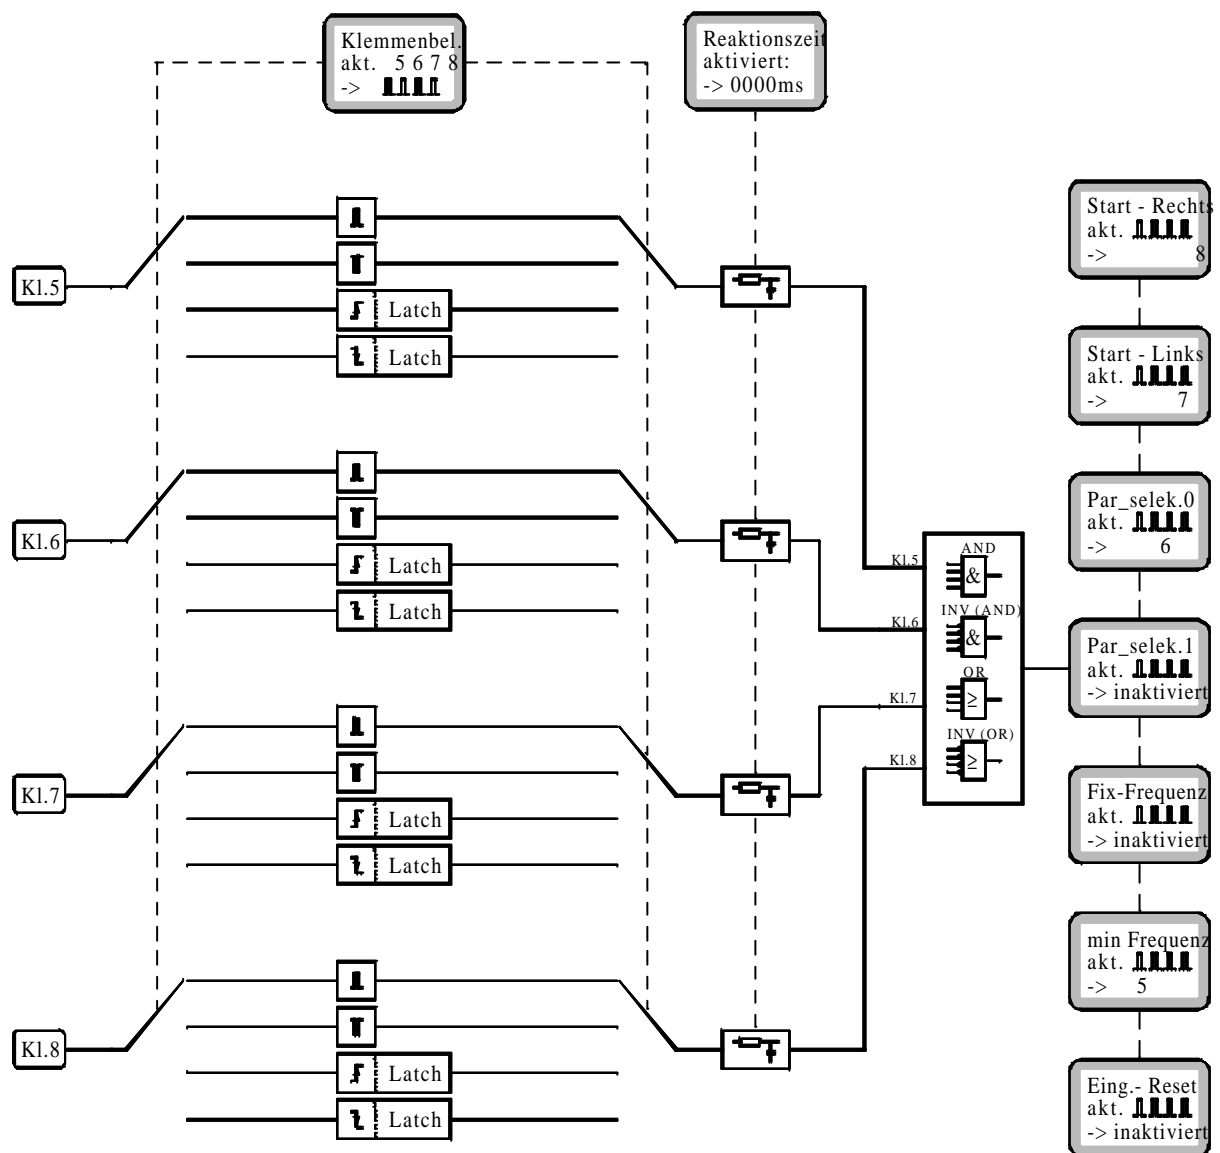 Klemmenbel.
akt. 5 6 7 8
->
Reaktionszeit
aktiviert:
-> 0000ms
Kl.5
Latch
Latch
Kl.6
Latch
Latch
Kl.7
Latch
Latch
Kl.8
Latch
Latch
Kl.5
Kl.6
Kl.7
Kl.8
AND
&
INV (AND)
&
OR
≥
INV (OR)
≥
Start - Rechts
akt.
-> 8
Start - Links
akt.
-> 7
Par_selek.0
akt.
-> 6
Par_selek.1
akt.
-> inaktiviert
Fix-Frequenz
akt.
-> inaktiviert
min Frequenz
akt.
-> 5
Eing.- Reset
akt.
-> inaktiviert